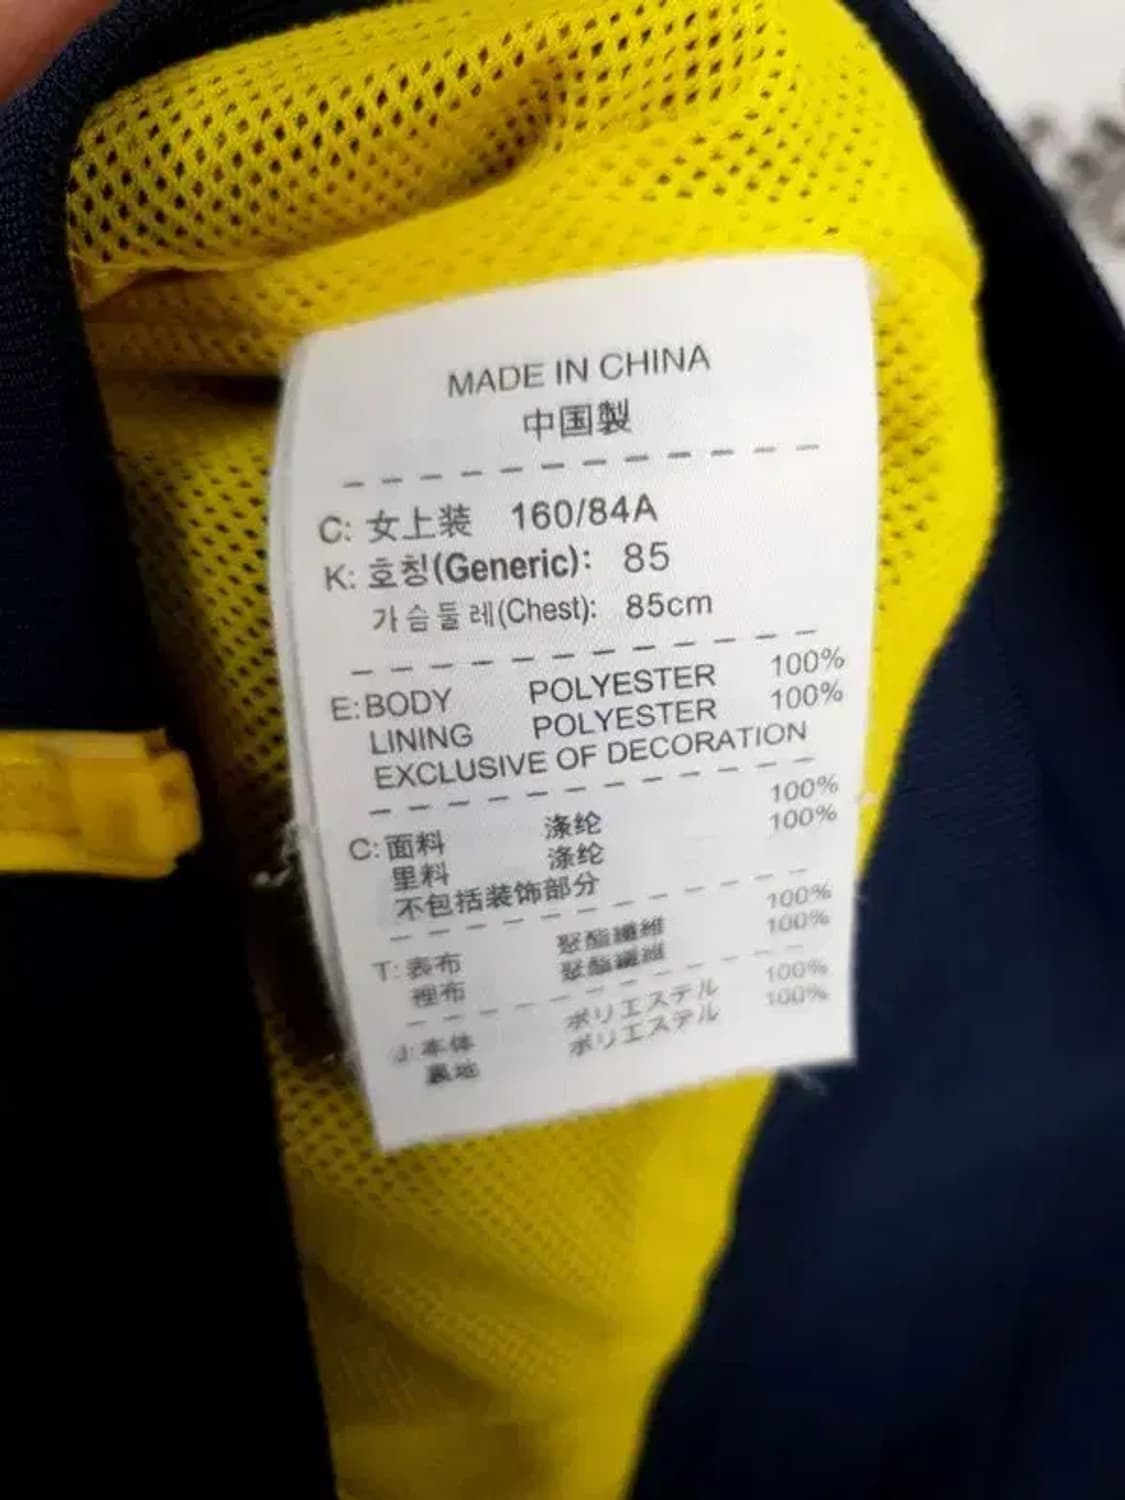 MADE IN CHINA
中国製
C: 女上装 160/84A
K: 호칭(Generic): 85
가슴둘레(Chest): 85cm
E: BODY POLYESTER 100%
LINING POLYESTER 100%
EXCLUSIVE OF DECORATION
C: 面料 涤纶 100%
里料 涤纶 100%
不包括装饰部分
T: 表布 聚酯纖維 100%
裡布 聚酯纖維 100%
J: 本体 ポリエステル 100%
裏地 ポリエステル 100%